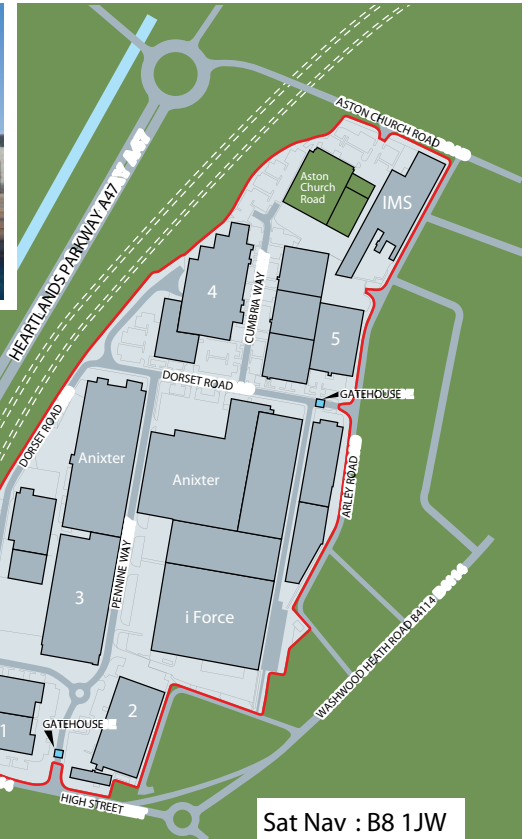 ASTON CHURCH ROAD
Aston
Church
Road
IMS
HEARTLANDS PARKWAY A47
4
CUMBRIA WAY
5
DORSET ROAD
GATEHOUSE
DORSET ROAD
Anixter
Anixter
ARLEY ROAD
PENNINE WAY
3
i Force
WASHWOOD HEATH ROAD B4114
2
1
GATEHOUSE
HIGH STREET
Sat Nav : B8 1JW